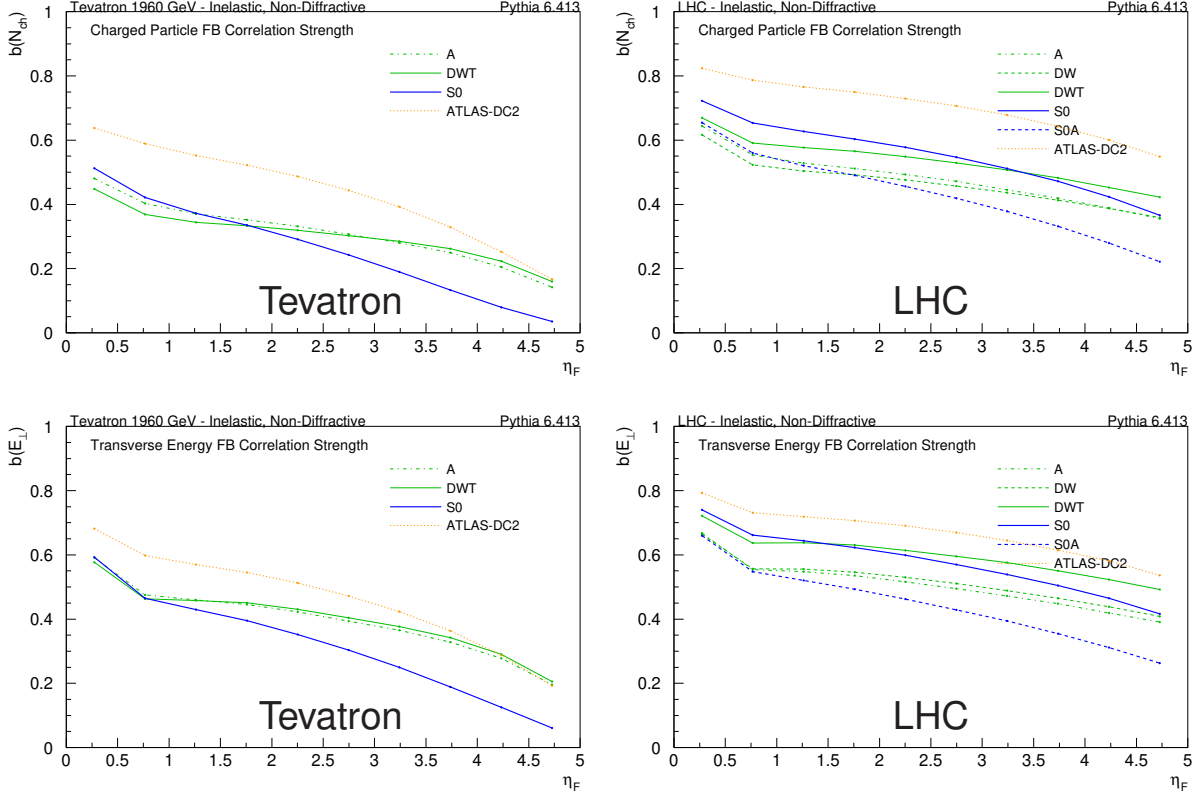 Tevatron 1960 GeV - Inelastic, Non-Diffractive Pythia 6.413
b(N_ch)
Charged Particle FB Correlation Strength
A
DWT
S0
ATLAS-DC2
1
0.8
0.6
0.4
0.2
0
Tevatron
0 0.5 1 1.5 2 2.5 3 3.5 4 4.5 5
η_F
LHC - Inelastic, Non-Diffractive Pythia 6.413
b(N_ch)
Charged Particle FB Correlation Strength
A
DW
DWT
S0
S0A
ATLAS-DC2
1
0.8
0.6
0.4
0.2
0
LHC
0 0.5 1 1.5 2 2.5 3 3.5 4 4.5 5
η_F
Tevatron 1960 GeV - Inelastic, Non-Diffractive Pythia 6.413
b(E_⊥)
Transverse Energy FB Correlation Strength
A
DWT
S0
ATLAS-DC2
1
0.8
0.6
0.4
0.2
0
Tevatron
0 0.5 1 1.5 2 2.5 3 3.5 4 4.5 5
η_F
LHC - Inelastic, Non-Diffractive Pythia 6.413
b(E_⊥)
Transverse Energy FB Correlation Strength
A
DW
DWT
S0
S0A
ATLAS-DC2
1
0.8
0.6
0.4
0.2
0
LHC
0 0.5 1 1.5 2 2.5 3 3.5 4 4.5 5
η_F